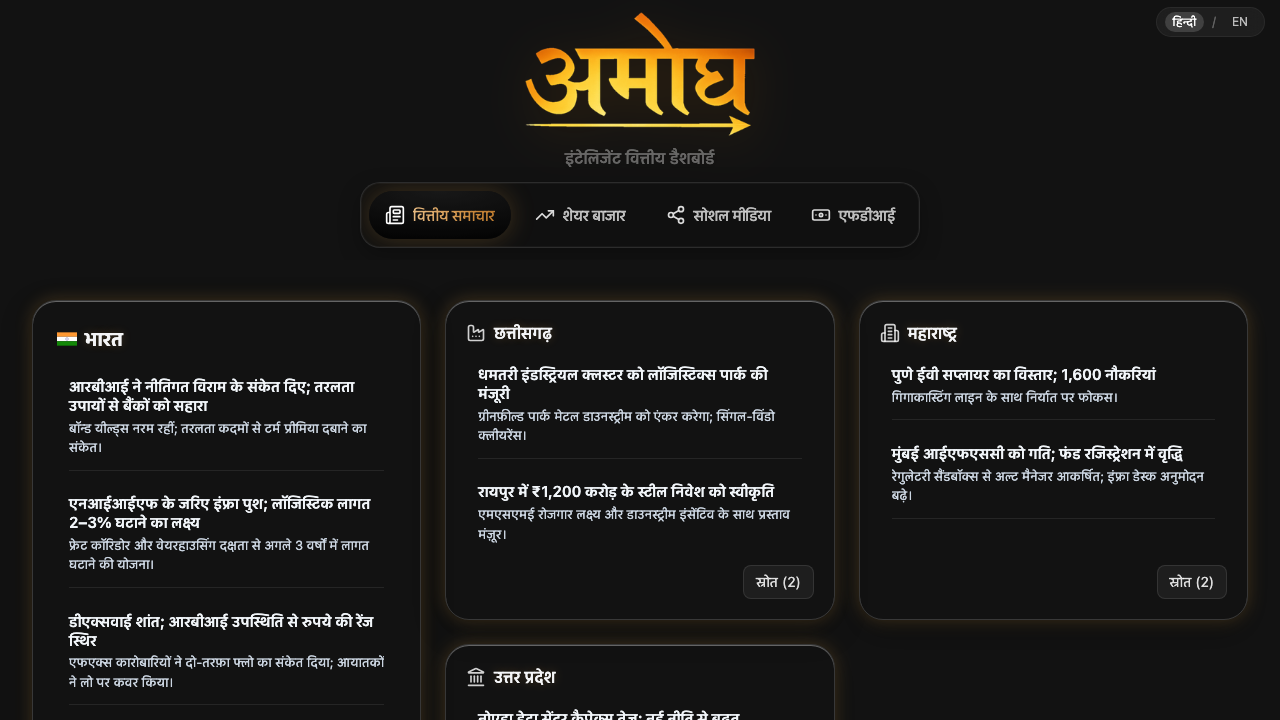 हिन्दी / EN
अमोघ
इंटेलिजेंट वित्तीय डैशबोर्ड
वित्तीय समाचार
शेयर बाजार
सोशल मीडिया
एफडीआई
भारत
आरबीआई ने नीतिगत विराम के संकेत दिए; तरलता
उपायों से बैंकों को सहारा
बॉन्ड यील्ड्स नरम रहीं; तरलता कदमों से टर्म प्रीमिया दबाने का
संकेत।
एनआईआईएफ के जरिए इंफ्रा पुश; लॉजिस्टिक लागत
2–3% घटाने का लक्ष्य
फ्रेट कॉरिडोर और वेयरहाउसिंग दक्षता से अगले 3 वर्षों में लागत
घटाने की योजना।
डीएक्सवाई शांत; आरबीआई उपस्थिति से रुपये की रेंज
स्थिर
एफएक्स कारोबारियों ने दो-तरफ़ा फ्लो का संकेत दिया; आयातकों
ने लो पर कवर किया।
छत्तीसगढ़
धमतरी इंडस्ट्रियल क्लस्टर को लॉजिस्टिक्स पार्क की
मंजूरी
ग्रीनफ़ील्ड पार्क मेटल डाउनस्ट्रीम को एंकर करेगा; सिंगल-विंडो
क्लीयरेंस।
रायपुर में ₹1,200 करोड़ के स्टील निवेश को स्वीकृति
एमएसएमई रोजगार लक्ष्य और डाउनस्ट्रीम इंसेंटिव के साथ प्रस्ताव
मंज़ूर।
स्रोत (2)
महाराष्ट्र
पुणे ईवी सप्लायर का विस्तार; 1,600 नौकरियां
गिगाकास्टिंग लाइन के साथ निर्यात पर फोकस।
मुंबई आईएफएससी को गति; फंड रजिस्ट्रेशन में वृद्धि
रेगुलेटरी सैंडबॉक्स से अल्ट मैनेजर आकर्षित; इंफ्रा डेस्क अनुमोदन
बढ़े।
स्रोत (2)
उत्तर प्रदेश
नोएडा डेटा सेंटर कैपेक्स तेज; नई नीति से बढ़त